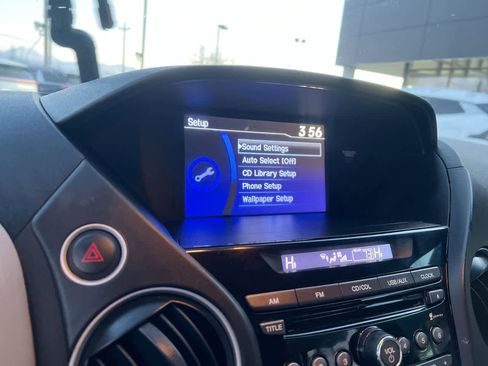 Setup
3 56
Sound Settings
Auto Select [Off]
CD Library Setup
Phone Setup
Wallpaper Setup
AM
FM
CD/CDL
USB/AUX
CLOCK
TITLE
VOL